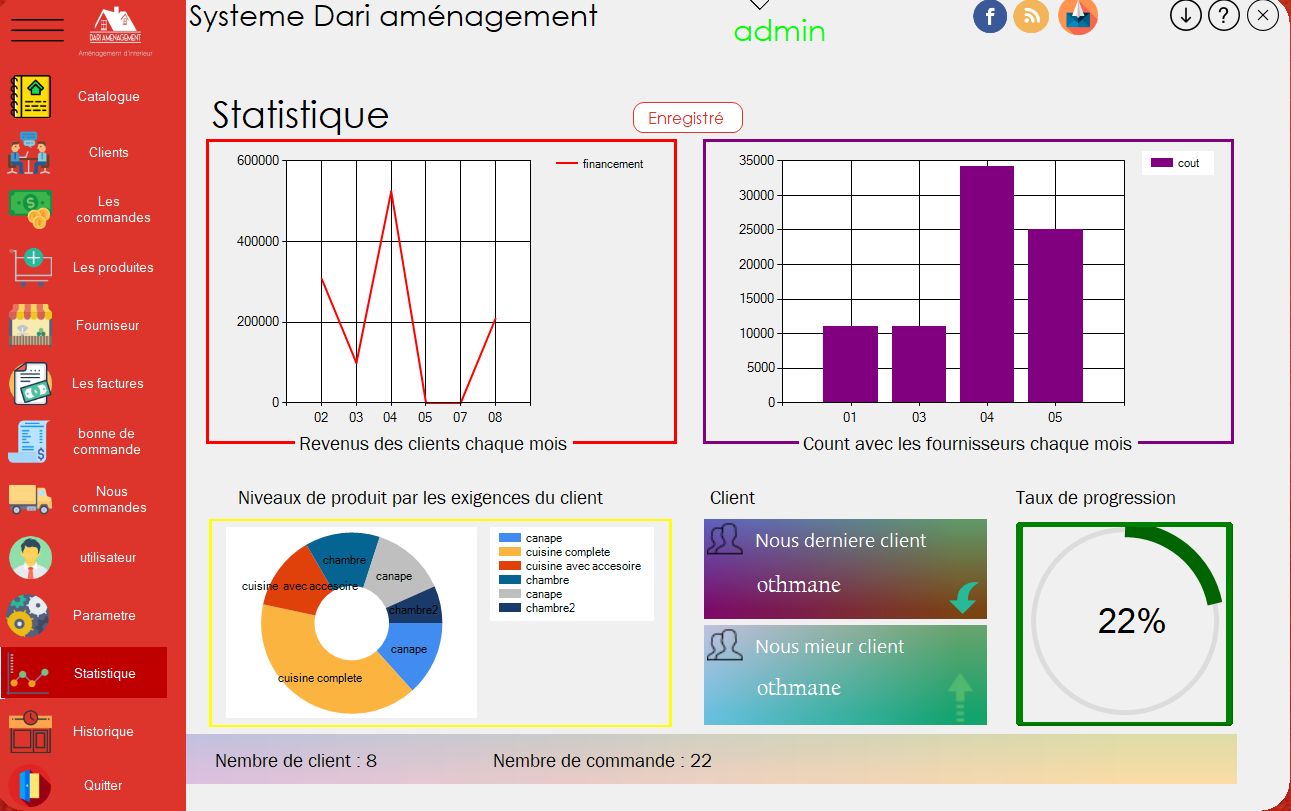 Systeme Dari aménagement
admin
DARI AMENAGEMENT
Aménagement d'interieur
f
?
Catalogue
Clients
Les
commandes
Les produites
Fourniseur
Les factures
bonne de
commande
Nous
commandes
utilisateur
Parametre
Statistique
Historique
Quitter
Statistique
Enregistré
600000
400000
200000
0
02 03 04 05 07 08
financement
Revenus des clients chaque mois
35000
30000
25000
20000
15000
10000
5000
0
01 03 04 05
cout
Count avec les fournisseurs chaque mois
Niveaux de produit par les exigences du client
chambre
canape
cuisine avec accesoire
chambre2
canape
cuisine complete
canape
cuisine complete
cuisine avec accesoire
chambre
canape
chambre2
Client
Nous derniere client
othmane
Nous mieur client
othmane
Taux de progression
22%
Nembre de client : 8
Nembre de commande : 22